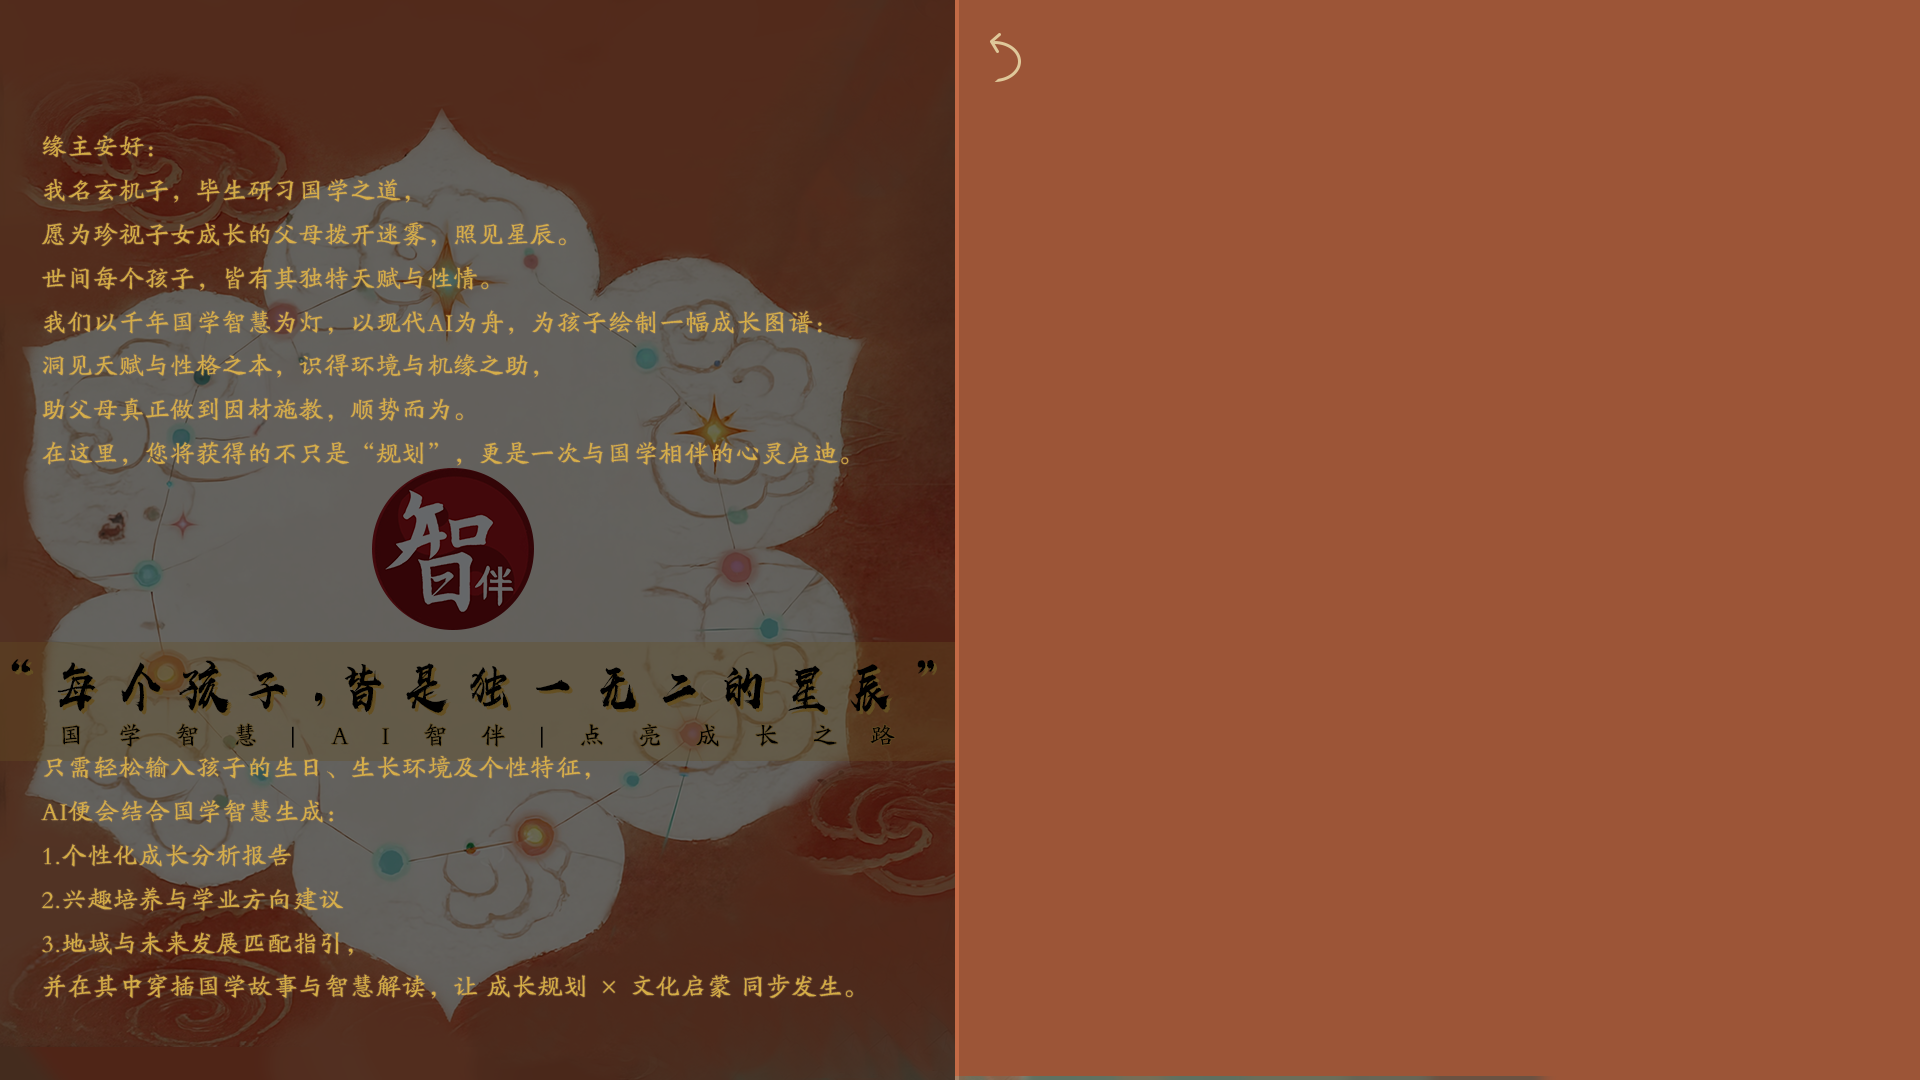 缘主安好：
我名玄机子，毕生研习国学之道，
愿为珍视子女成长的父母拨开迷雾，照见星辰。
世间每个孩子，皆有其独特天赋与性情。
我们以千年国学智慧为灯，以现代AI为舟，为孩子绘制一幅成长图谱：
洞见天赋与性格之本，识得环境与机缘之助，
助父母真正做到因材施教，顺势而为。
在这里，您将获得的不只是“规划”，更是一次与国学相伴的心灵启迪。
智伴
“每个孩子，皆是独一无二的星辰”
国学智慧|AI智伴|点亮成长之路
只需轻松输入孩子的生日、生长环境及个性特征，
AI便会结合国学智慧生成：
1.个性化成长分析报告
2.兴趣培养与学业方向建议
3.地域与未来发展匹配指引，
并在其中穿插国学故事与智慧解读，让 成长规划 × 文化启蒙 同步发生。